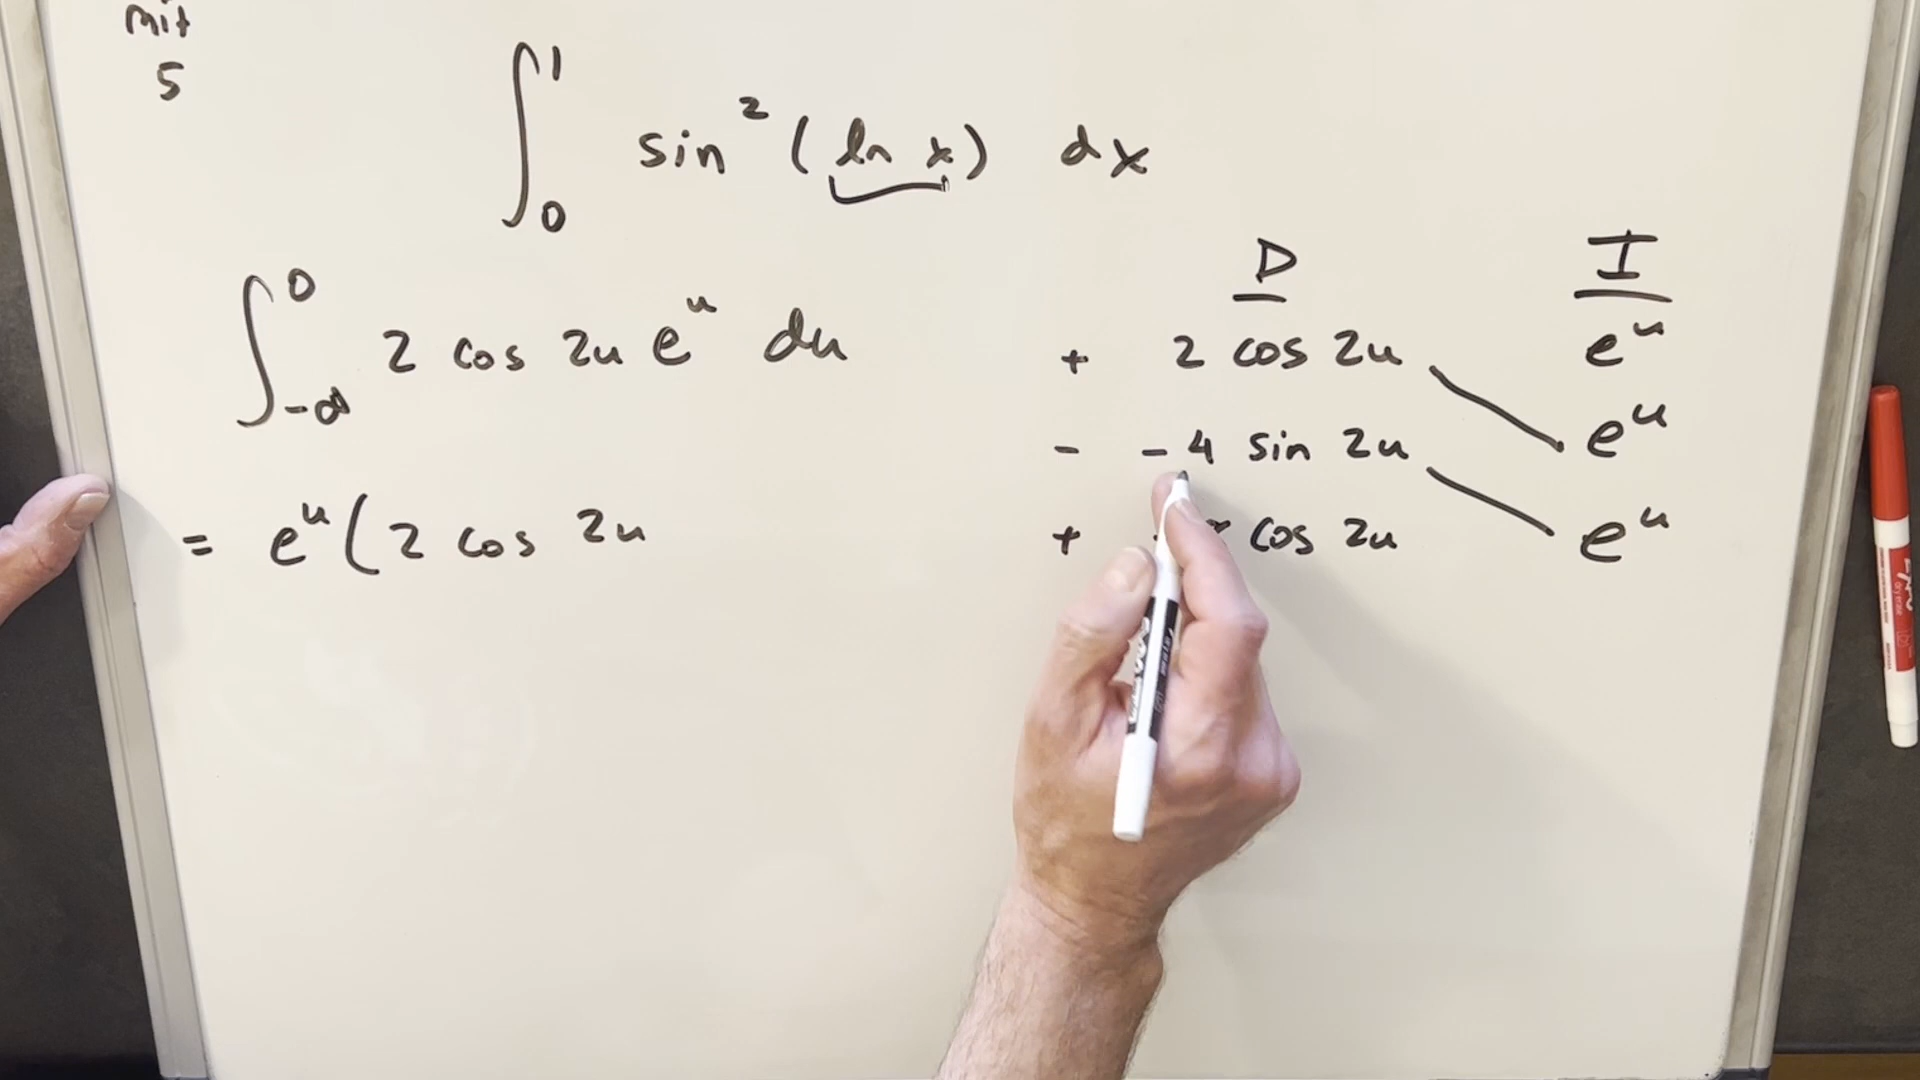 mit
5
∫₀¹ sin² (ln x) dx
D I
∫₋∞⁰ 2 cos 2u eᵘ du
+ 2 cos 2u eᵘ
- -4 sin 2u eᵘ
= eᵘ (2 cos 2u
+ cos 2u eᵘ
EXPO